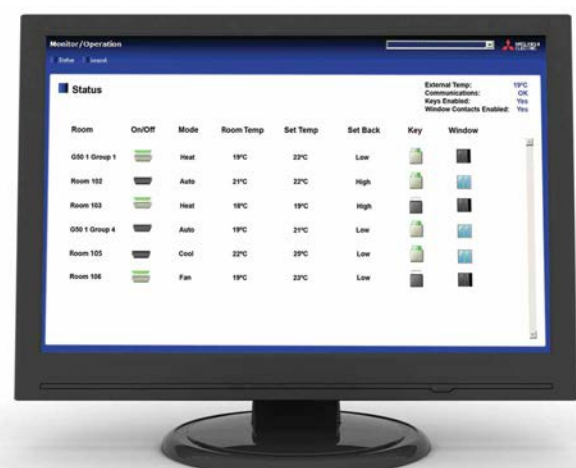 Monitor/Operation
MITSUBISHI
ELECTRIC
Status
Status
External Temp: 19°C
Communications: OK
Keys Enabled: Yes
Window Contacts Enabled: Yes
Room On/Off Mode Room Temp Set Temp Set Back Key Window
G50 1 Group 1 Heat 19°C 23°C Low
Room 102 Auto 21°C 22°C High
Room 103 Heat 18°C 19°C High
G50 1 Group 4 Auto 19°C 21°C Low
Room 105 Cool 22°C 25°C Low
Room 106 Fan 19°C 23°C Low